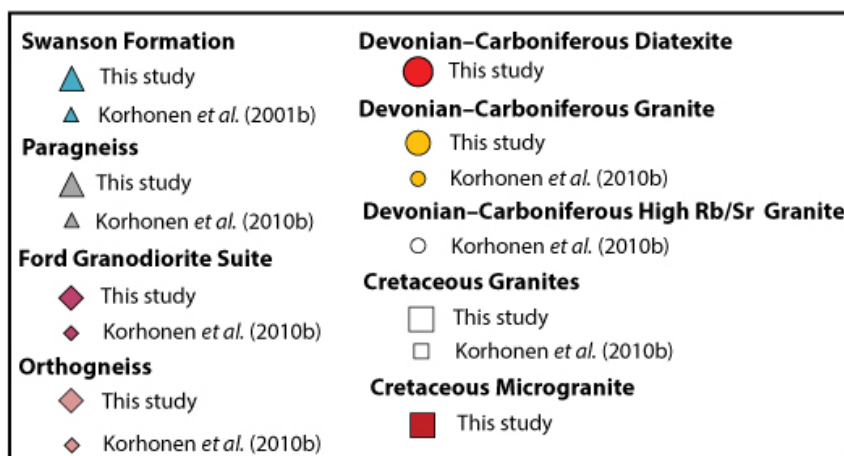 Swanson Formation
This study
Korhonen et al. (2001b)
Paragneiss
This study
Korhonen et al. (2010b)
Ford Granodiorite Suite
This study
Korhonen et al. (2010b)
Orthogneiss
This study
Korhonen et al. (2010b)
Devonian–Carboniferous Diatexite
This study
Devonian–Carboniferous Granite
This study
Korhonen et al. (2010b)
Devonian–Carboniferous High Rb/Sr Granite
Korhonen et al. (2010b)
Cretaceous Granites
This study
Korhonen et al. (2010b)
Cretaceous Microgranite
This study